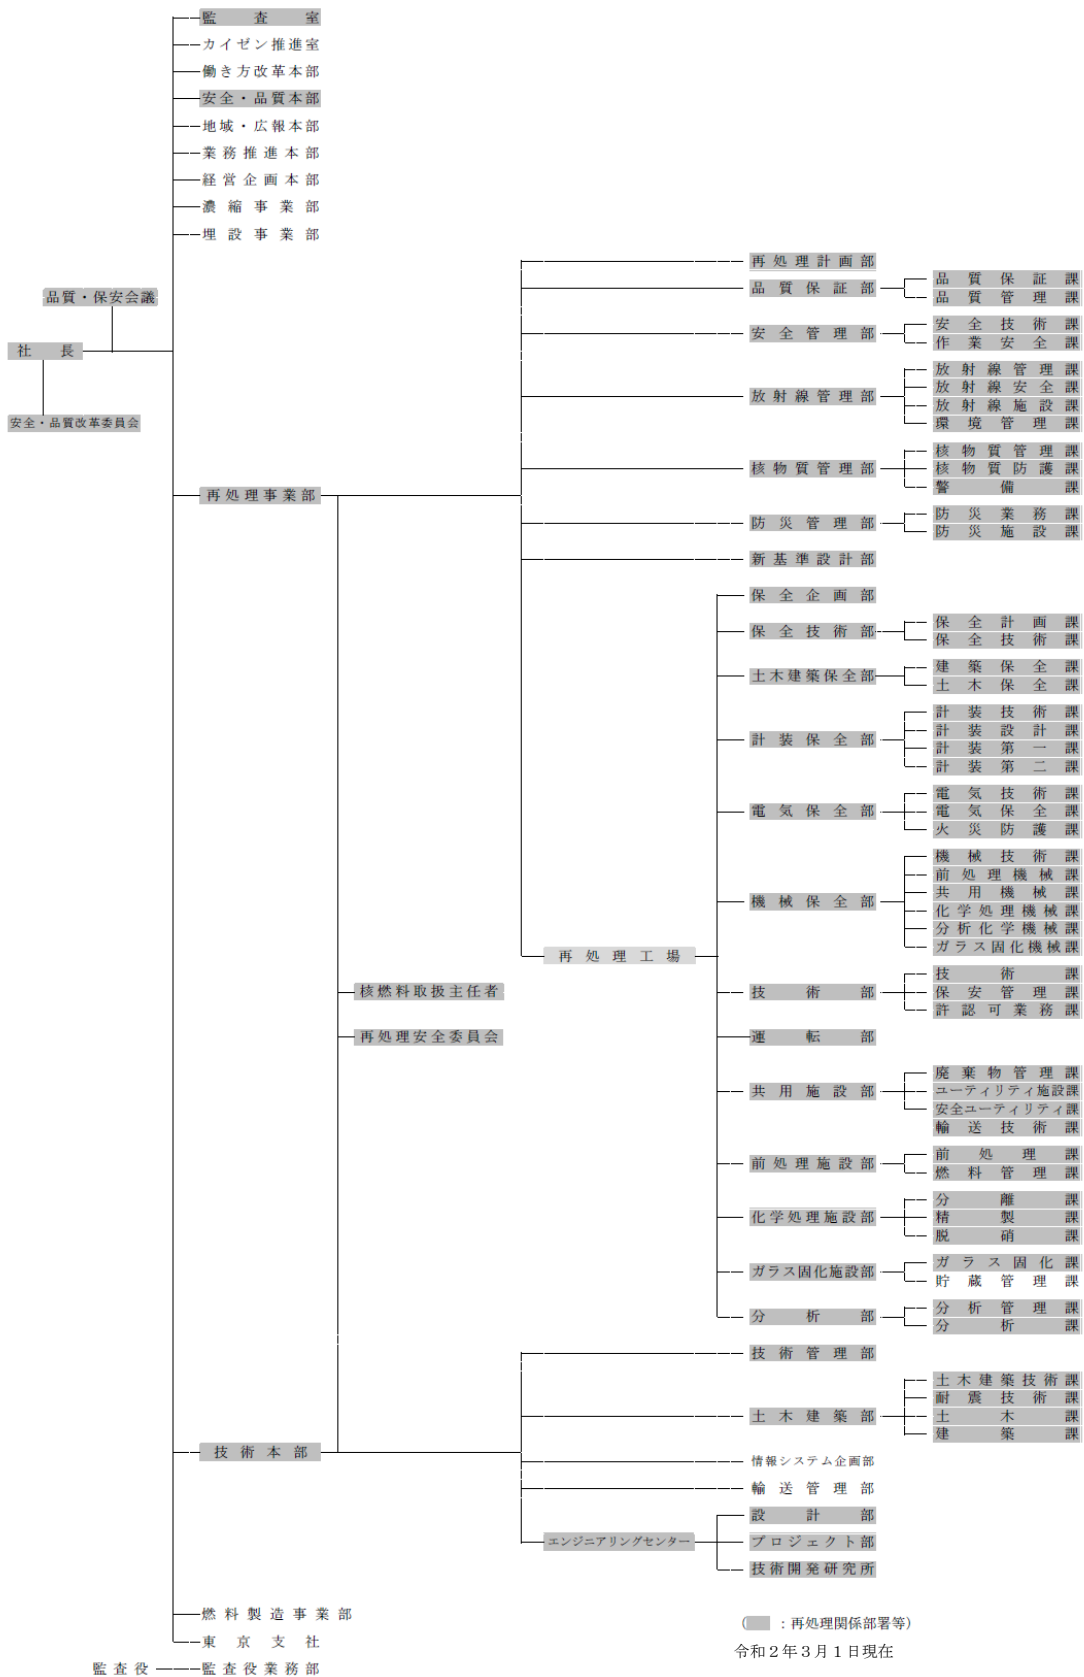 監査室
カイゼン推進室
働き方改革本部
安全・品質本部
地域・広報本部
業務推進本部
経営企画本部
濃縮事業部
埋設事業部
品質・保安会議
社長
安全・品質改革委員会
再処理事業部
再処理計画部
品質保証部
品質保証課
品質管理課
安全管理部
安全技術課
作業安全課
放射線管理部
放射線管理課
放射線安全課
放射線施設課
環境管理課
核物質管理部
核物質管理課
核物質防護課
警備課
防災管理部
防災業務課
防災施設課
新基準設計部
再処理工場
保全企画部
保全技術部
保全計画課
保全技術課
土木建築保全部
建築保全課
土木保全課
計装保全部
計装技術課
計装設計課
計装第一課
計装第二課
電気保全部
電気技術課
電気保全課
火災防護課
機械保全部
機械技術課
前処理機械課
共用機械課
化学処理機械課
分析化学機械課
ガラス固化機械課
技術部
技術課
保安管理課
許認可業務課
運転部
共用施設部
廃棄物管理課
ユーティリティ施設課
安全ユーティリティ課
輸送技術課
前処理施設部
前処理課
燃料管理課
化学処理施設部
分離課
精製課
脱硝課
ガラス固化施設部
ガラス固化課
貯蔵管理課
分析部
分析管理課
分析課
核燃料取扱主任者
再処理安全委員会
技術本部
技術管理部
土木建築部
土木建築技術課
耐震技術課
土木課
建築課
情報システム企画部
輸送管理部
エンジニアリングセンター
設計部
プロジェクト部
技術開発研究所
燃料製造事業部
東京支社
監査役
監査役業務部
( ：再処理関係部署等)
令和２年３月１日現在